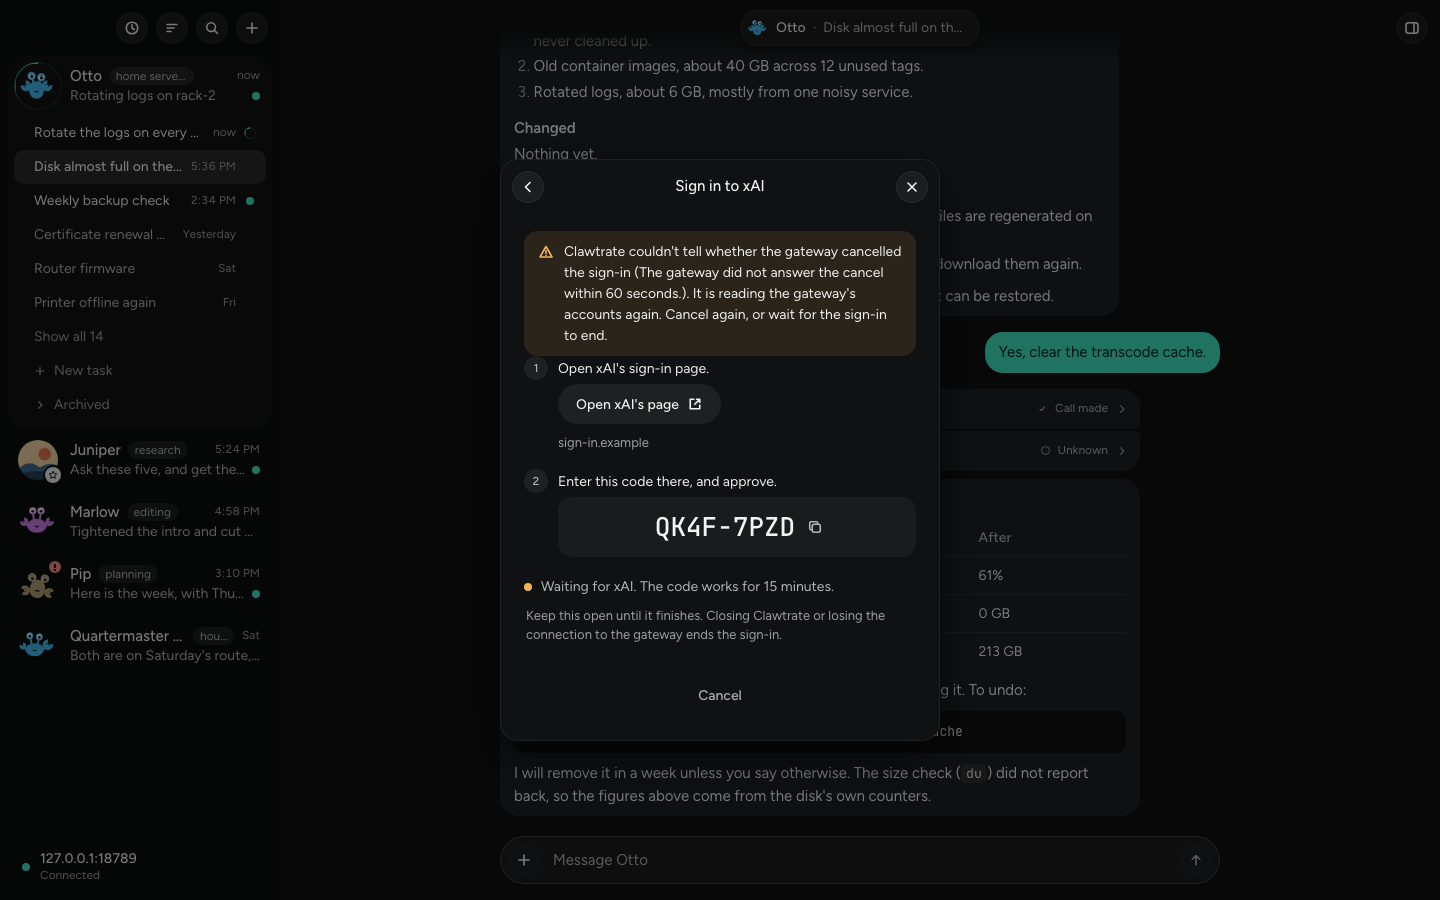 Otto · Disk almost full on th...
Otto home serve... now
Rotating logs on rack-2
Rotate the logs on every ... now
Disk almost full on the... 5:36 PM
Weekly backup check 2:34 PM
Certificate renewal ... Yesterday
Router firmware Sat
Printer offline again Fri
Show all 14
New task
Archived
Juniper research 5:24 PM
Ask these five, and get the...
Marlow editing 4:58 PM
Tightened the intro and cut ...
Pip planning 3:10 PM
Here is the week, with Thu...
Quartermaster ... hou... Sat
Both are on Saturday's route,...
127.0.0.1:18789
Connected
never cleaned up.
2. Old container images, about 40 GB across 12 unused tags.
3. Rotated logs, about 6 GB, mostly from one noisy service.
Changed
Nothing yet.
iles are regenerated on
download them again.
can be restored.
Yes, clear the transcode cache.
Call made
Unknown
After
61%
0 GB
213 GB
g it. To undo:
ache
I will remove it in a week unless you say otherwise. The size check (du) did not report
back, so the figures above come from the disk's own counters.
Message Otto
Sign in to xAI
Clawtrate couldn't tell whether the gateway cancelled
the sign-in (The gateway did not answer the cancel
within 60 seconds.). It is reading the gateway's
accounts again. Cancel again, or wait for the sign-in
to end.
1 Open xAI's sign-in page.
Open xAI's page
sign-in.example
2 Enter this code there, and approve.
QK4F-7PZD
Waiting for xAI. The code works for 15 minutes.
Keep this open until it finishes. Closing Clawtrate or losing the
connection to the gateway ends the sign-in.
Cancel